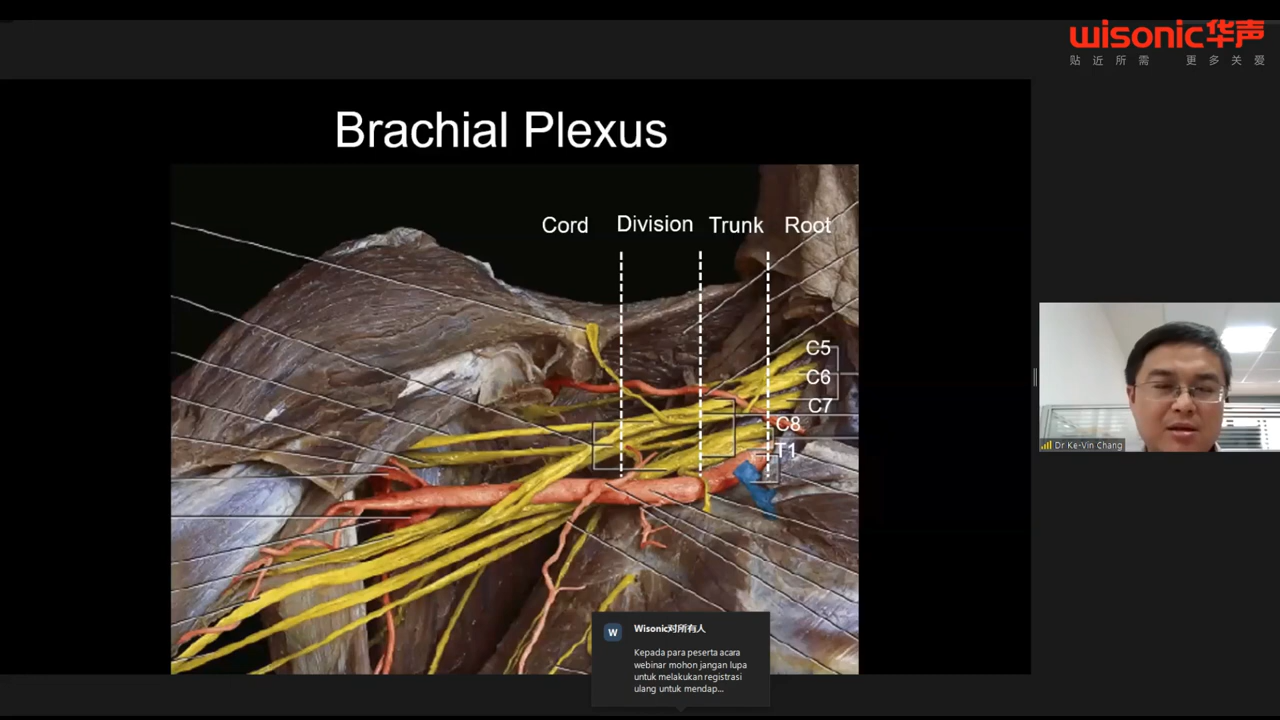 wisonic华声
贴近所需 更多关爱
Brachial Plexus
Cord Division Trunk Root
C5
C6
C7
C8
T1
Dr Ke-Vin Chang
W
Wisonic对所有人
Kepada para peserta acara
webinar mohon jangan lupa
untuk melakukan registrasi
ulang untuk mendap...